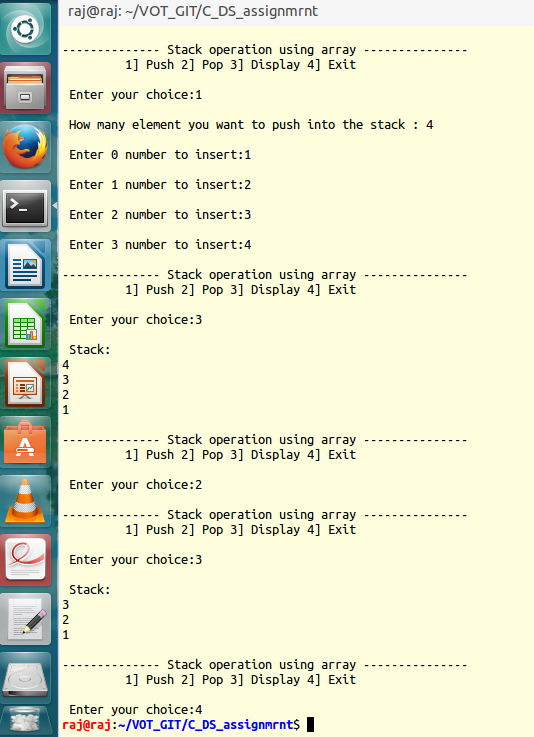 raj@raj: ~/VOT_GIT/C_DS_assignmrnt
-------------- Stack operation using array ---------------
1] Push 2] Pop 3] Display 4] Exit
Enter your choice:1
How many element you want to push into the stack : 4
Enter 0 number to insert:1
Enter 1 number to insert:2
Enter 2 number to insert:3
Enter 3 number to insert:4
-------------- Stack operation using array ---------------
1] Push 2] Pop 3] Display 4] Exit
Enter your choice:3
Stack:
4
3
2
1
-------------- Stack operation using array ---------------
1] Push 2] Pop 3] Display 4] Exit
Enter your choice:2
-------------- Stack operation using array ---------------
1] Push 2] Pop 3] Display 4] Exit
Enter your choice:3
Stack:
3
2
1
-------------- Stack operation using array ---------------
1] Push 2] Pop 3] Display 4] Exit
Enter your choice:4
raj@raj:~/VOT_GIT/C_DS_assignmrnt$